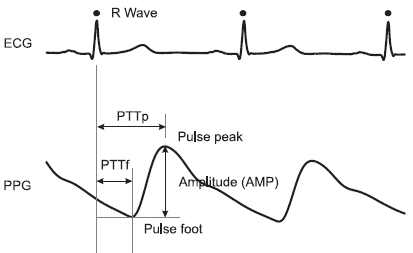 R Wave
ECG
PTTp
Pulse peak
PTTf
PPG
Amplitude (AMP)
Pulse foot